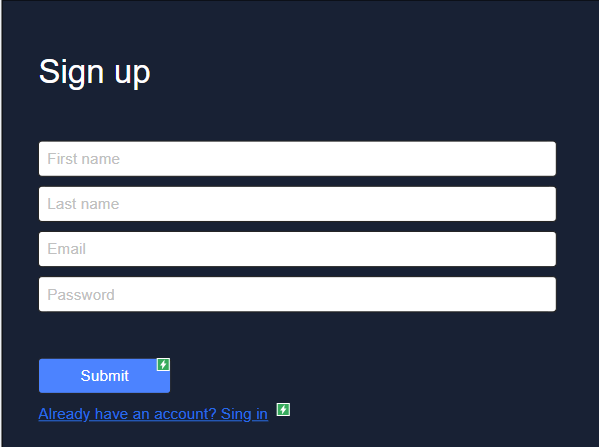 Sign up
First name
Last name
Email
Password
Submit
Already have an account? Sing in